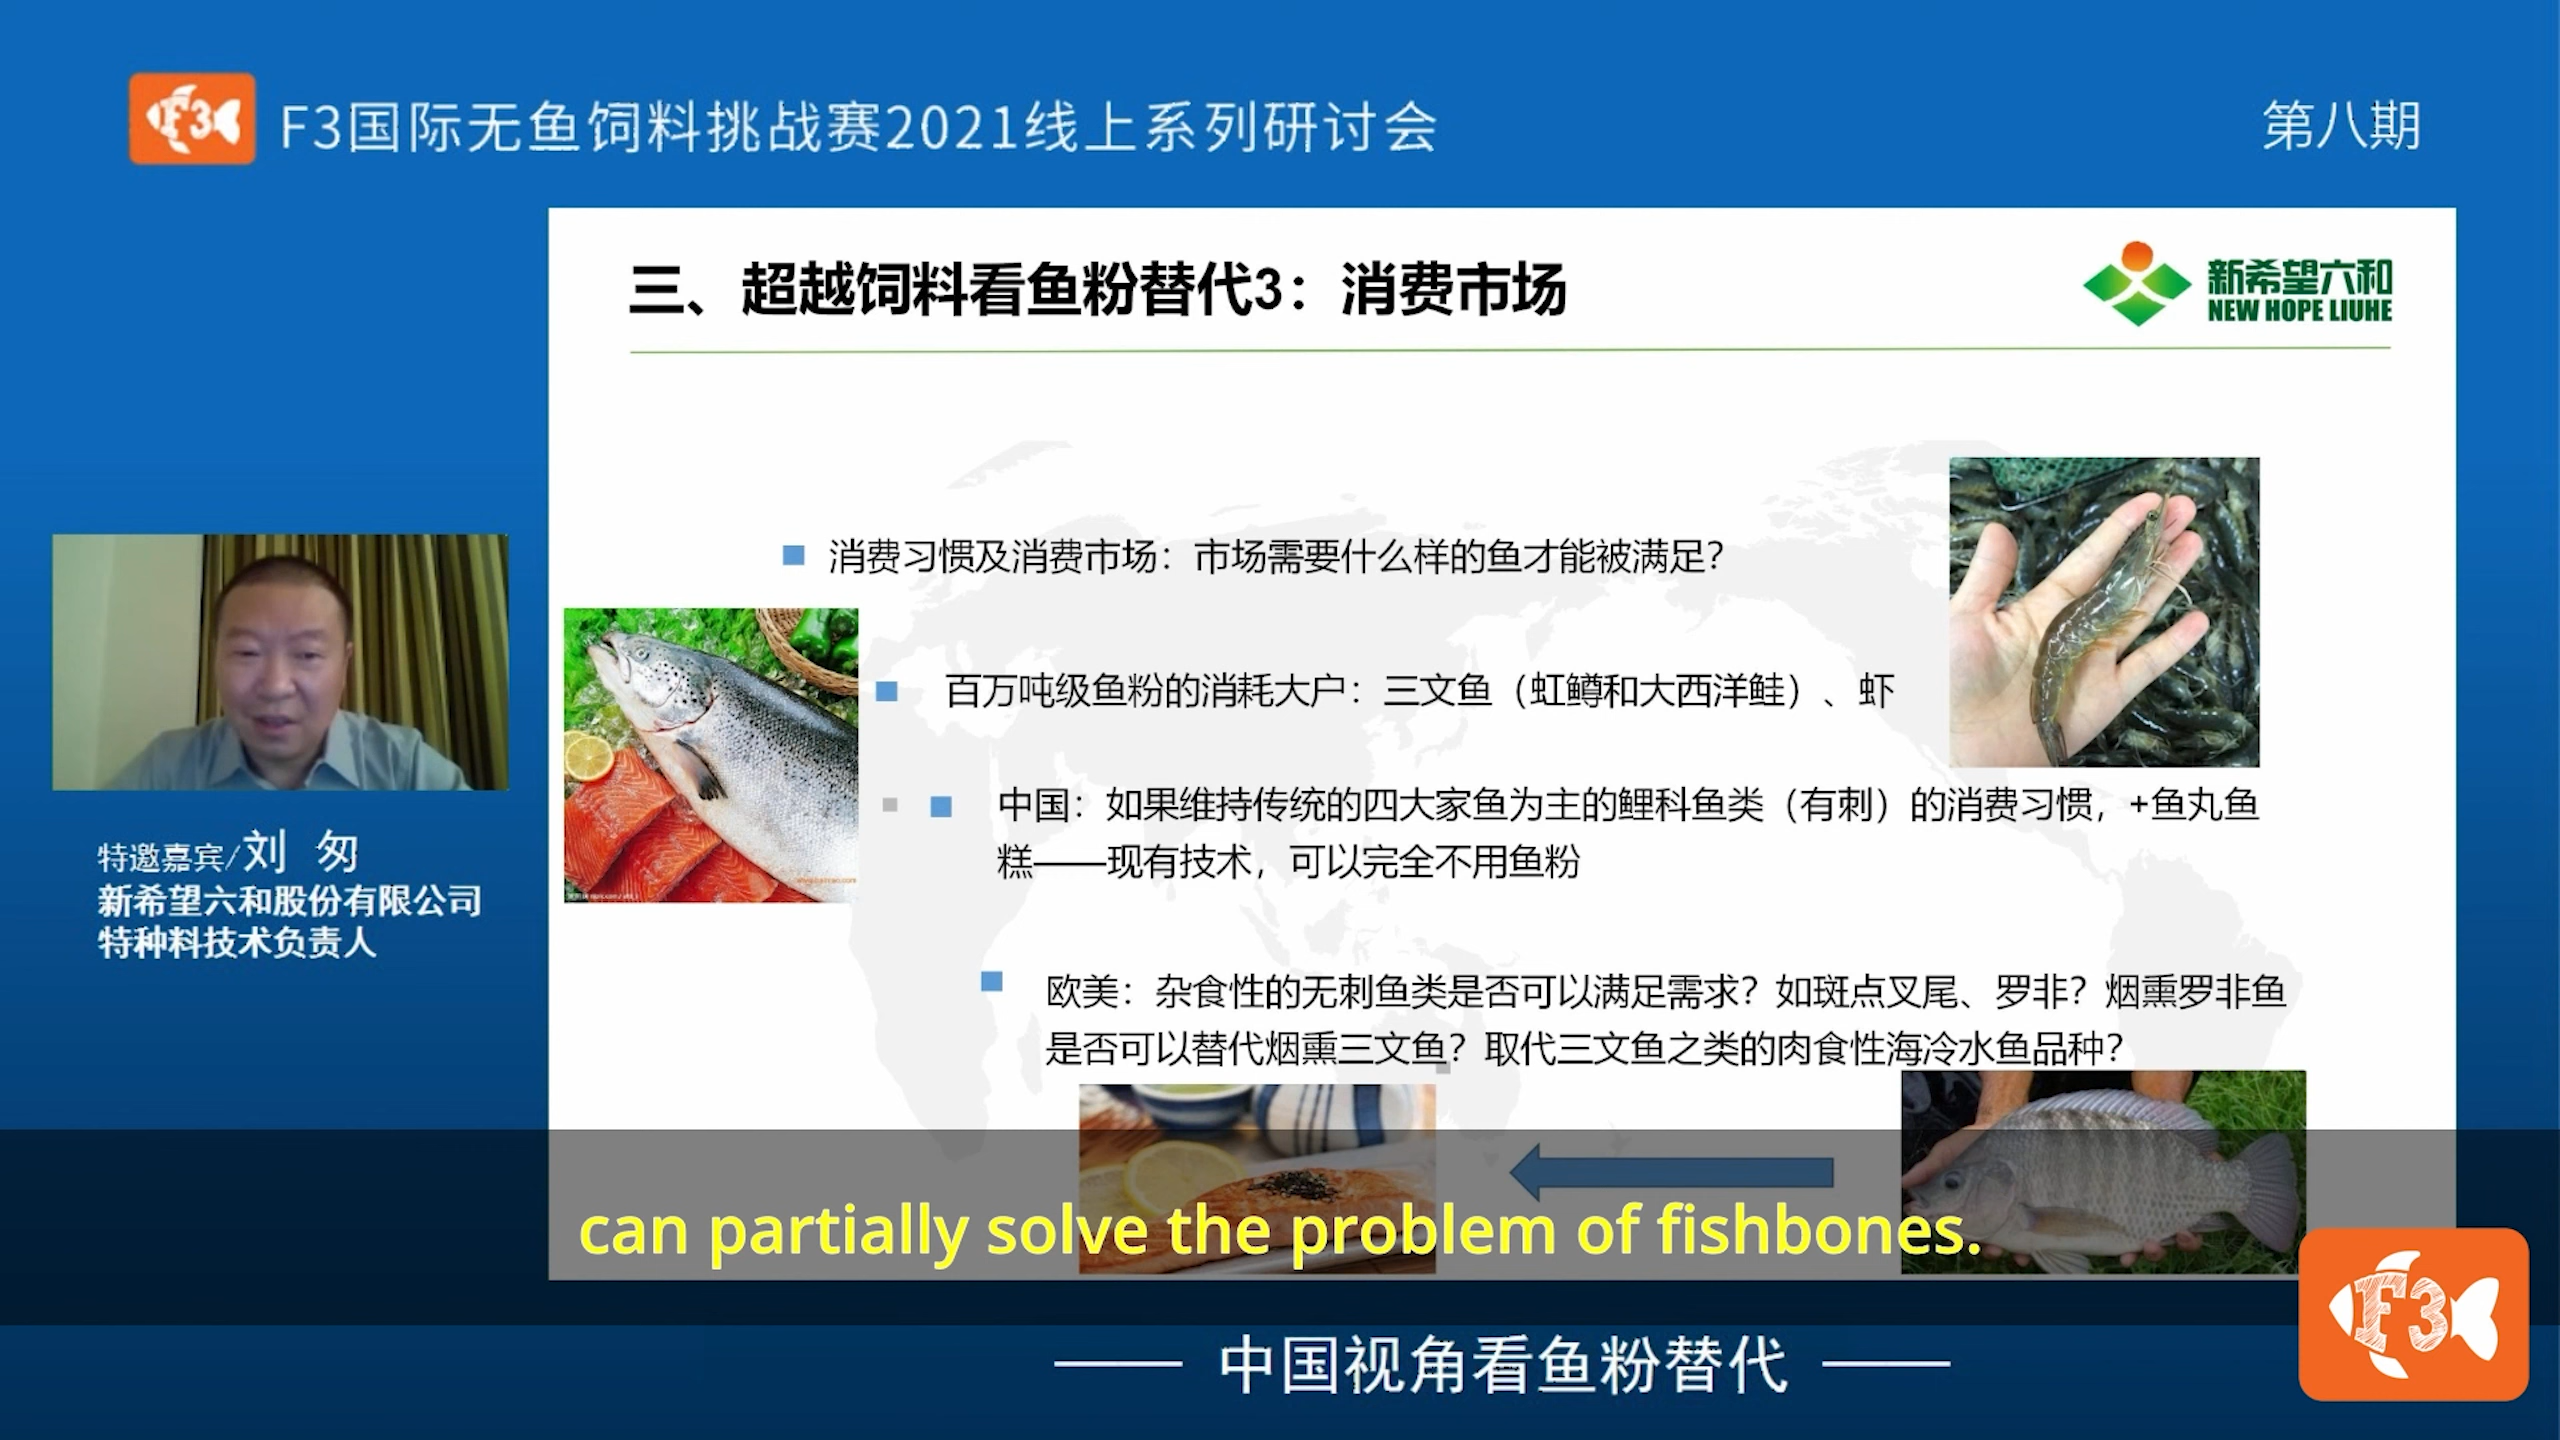 F3
F3国际无鱼饲料挑战赛2021线上系列研讨会
第八期
三、超越饲料看鱼粉替代3：消费市场
新希望六和
NEW HOPE LIUHE
消费习惯及消费市场：市场需要什么样的鱼才能被满足？
百万吨级鱼粉的消耗大户：三文鱼（虹鳟和大西洋鲑）、虾
中国：如果维持传统的四大家鱼为主的鲤科鱼类（有刺）的消费习惯，+鱼丸鱼
糕——现有技术，可以完全不用鱼粉
特邀嘉宾/刘 匆
新希望六和股份有限公司
特种料技术负责人
欧美：杂食性的无刺鱼类是否可以满足需求？如斑点叉尾、罗非？烟熏罗非鱼
是否可以替代烟熏三文鱼？取代三文鱼之类的肉食性海冷水鱼品种？
can partially solve the problem of fishbones.
F3
中国视角看鱼粉替代